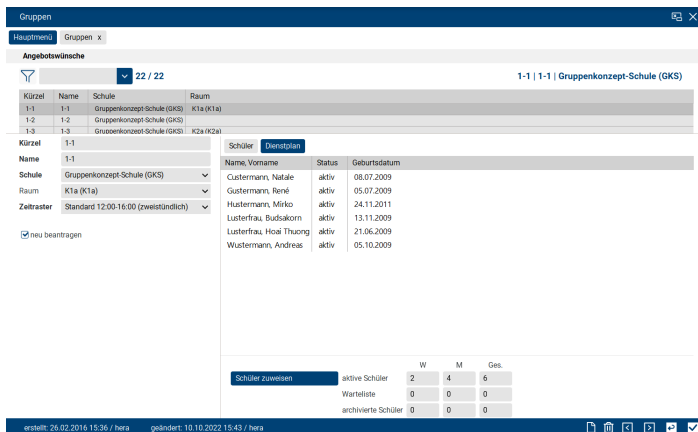 Gruppen
Hauptmenü Gruppen x
Angebotswünsche
22 / 22 1-1 | 1-1 | Gruppenkonzept-Schule (GKS)
Kürzel Name Schule Raum
1-1 1-1 Gruppenkonzept-Schule (GKS) K1a (K1a)
1-2 1-2 Gruppenkonzept-Schule (GKS)
1-3 1-3 Gruppenkonzept-Schule (GKS) K2a (K2a)
Kürzel 1-1
Name 1-1
Schule Gruppenkonzept-Schule (GKS)
Raum K1a (K1a)
Zeitraster Standard 12:00-16:00 (zweistündlich)
neu beantragen
Schüler Dienstplan
Name, Vorname Status Geburtsdatum
Custermann, Natale aktiv 08.07.2009
Gustermann, René aktiv 05.07.2009
Hustermann, Mirko aktiv 24.11.2011
Lusterfrau, Budsakorn aktiv 13.11.2009
Lusterfrau, Hoai Thuong aktiv 21.06.2009
Wustermann, Andreas aktiv 05.10.2009
W M Ges.
Schüler zuweisen aktive Schüler 2 4 6
Warteliste 0 0 0
archivierte Schüler 0 0 0
erstellt: 26.02.2016 15:36 / hera geändert: 10.10.2022 15:43 / hera